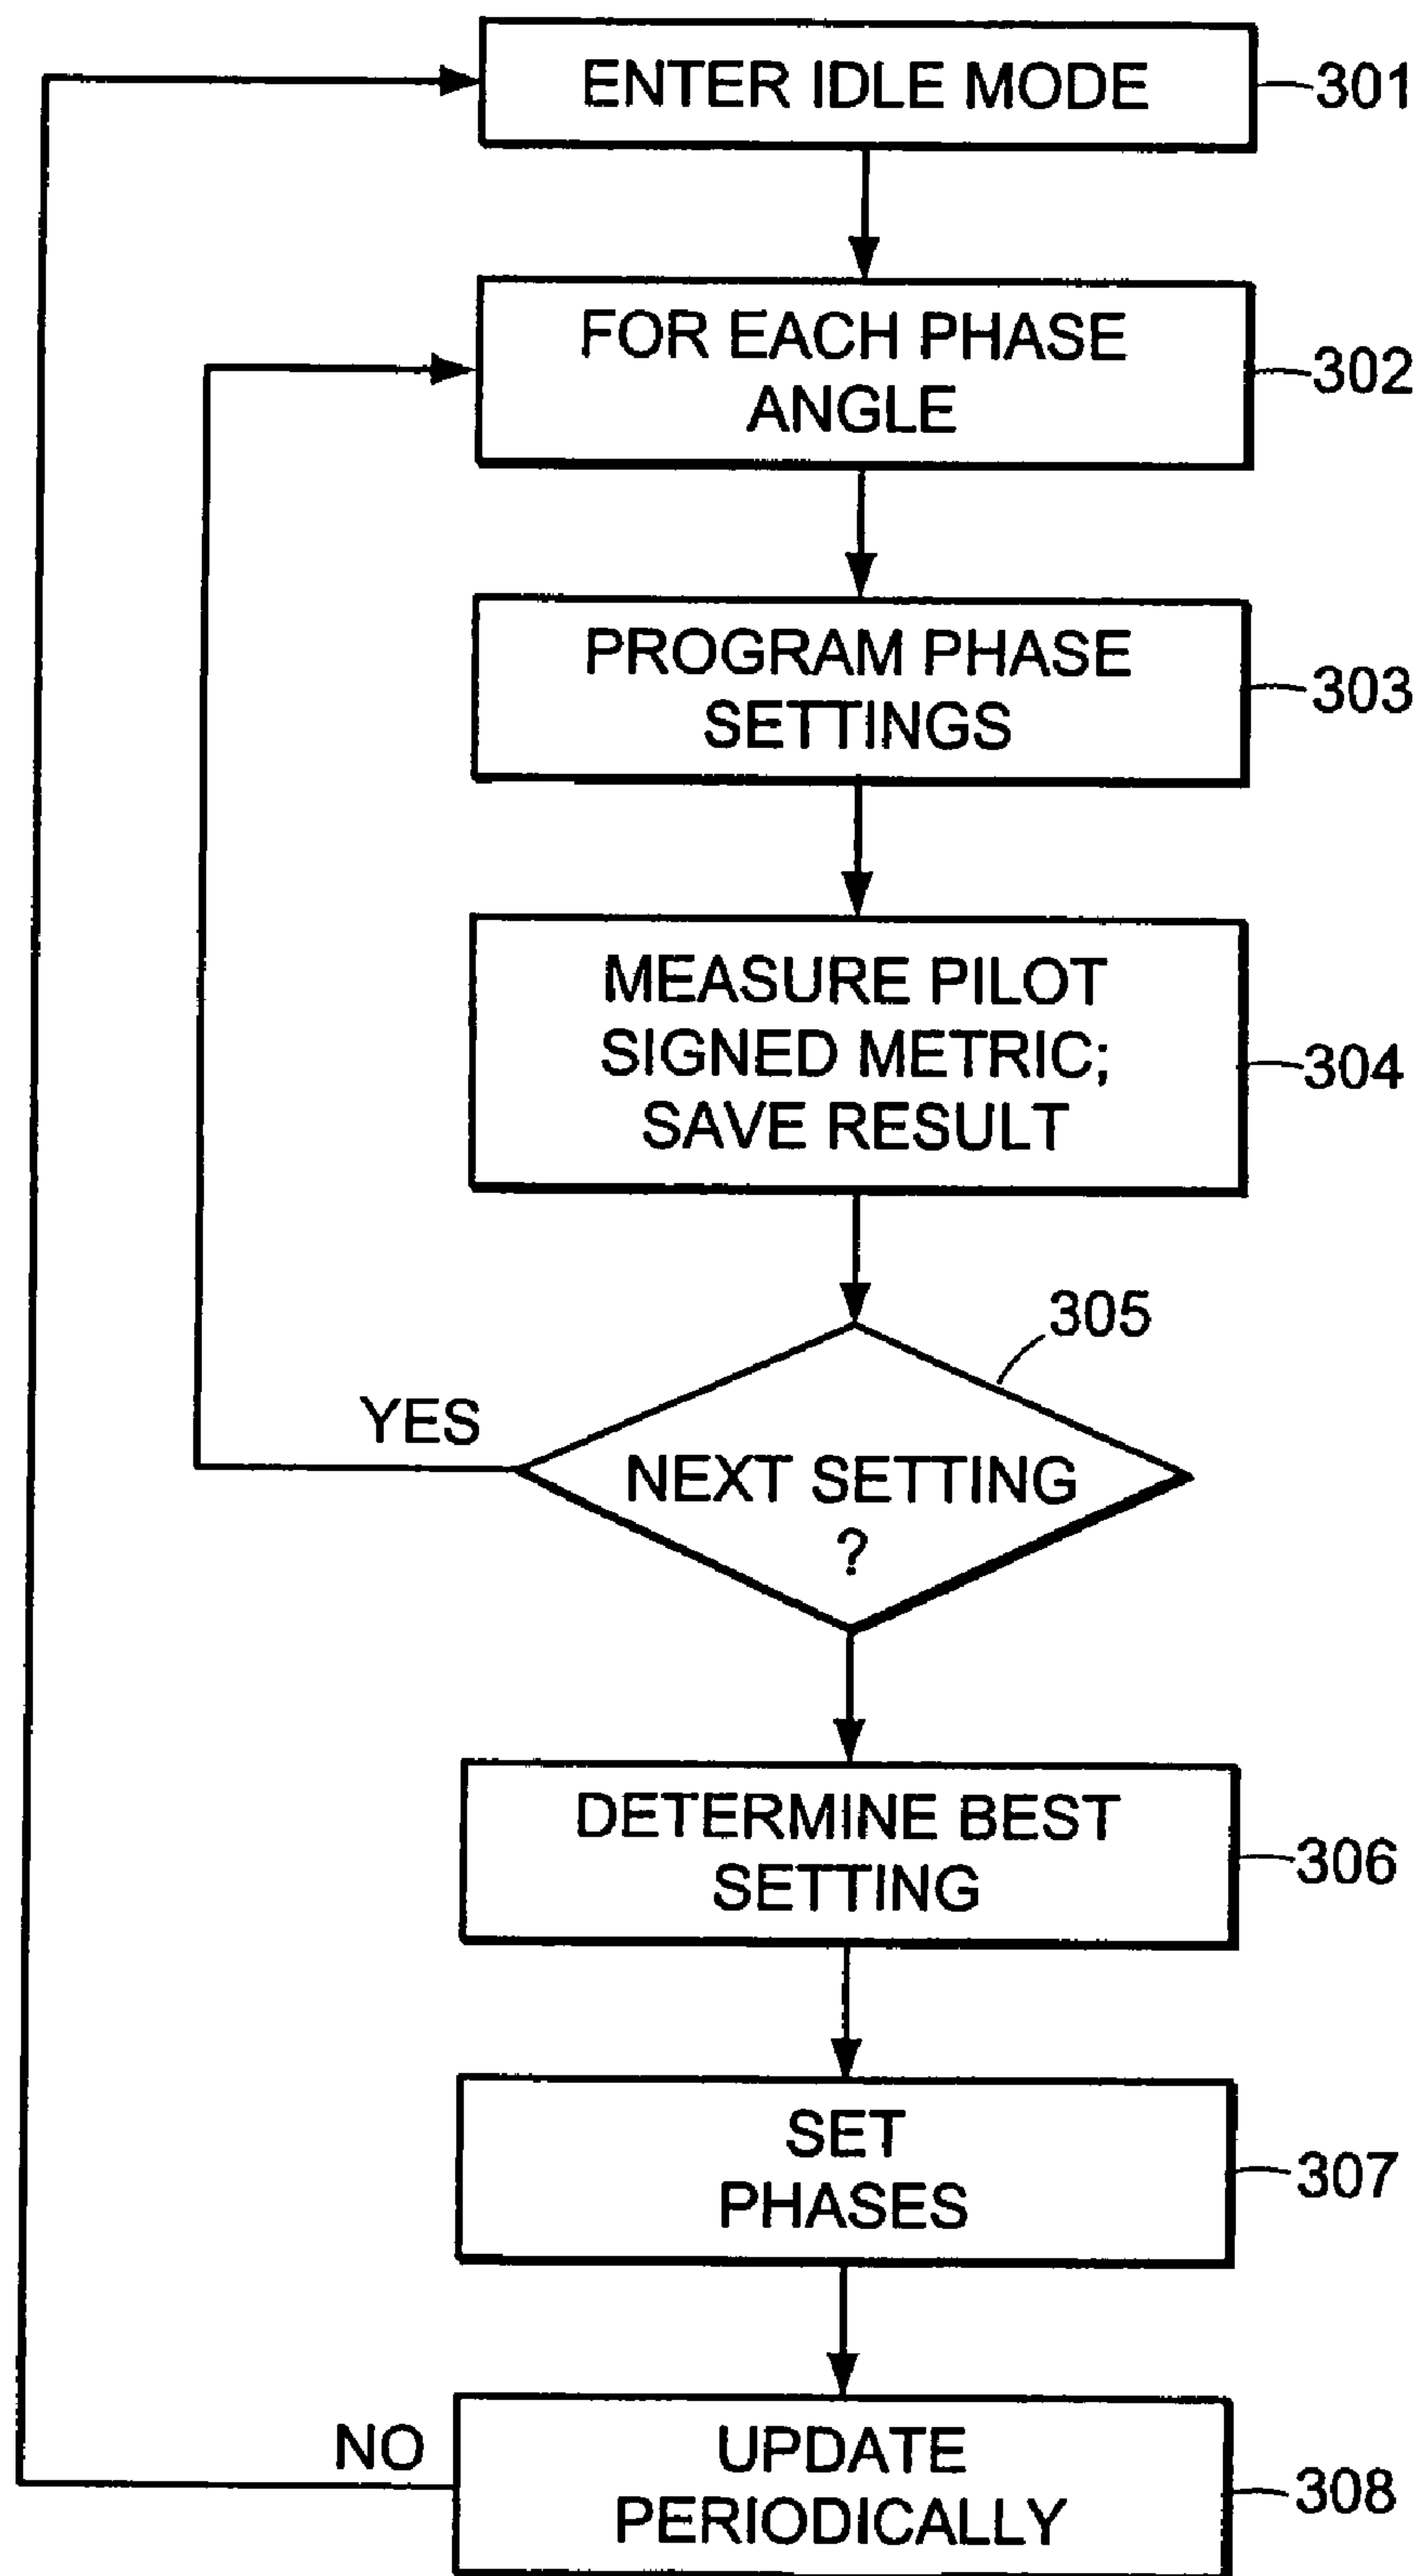 ENTER IDLE MODE
301
FOR EACH PHASE
ANGLE
302
PROGRAM PHASE
SETTINGS
303
MEASURE PILOT
SIGNED METRIC;
SAVE RESULT
304
305
YES
NEXT SETTING
?
DETERMINE BEST
SETTING
306
SET
PHASES
307
NO
UPDATE
PERIODICALLY
308